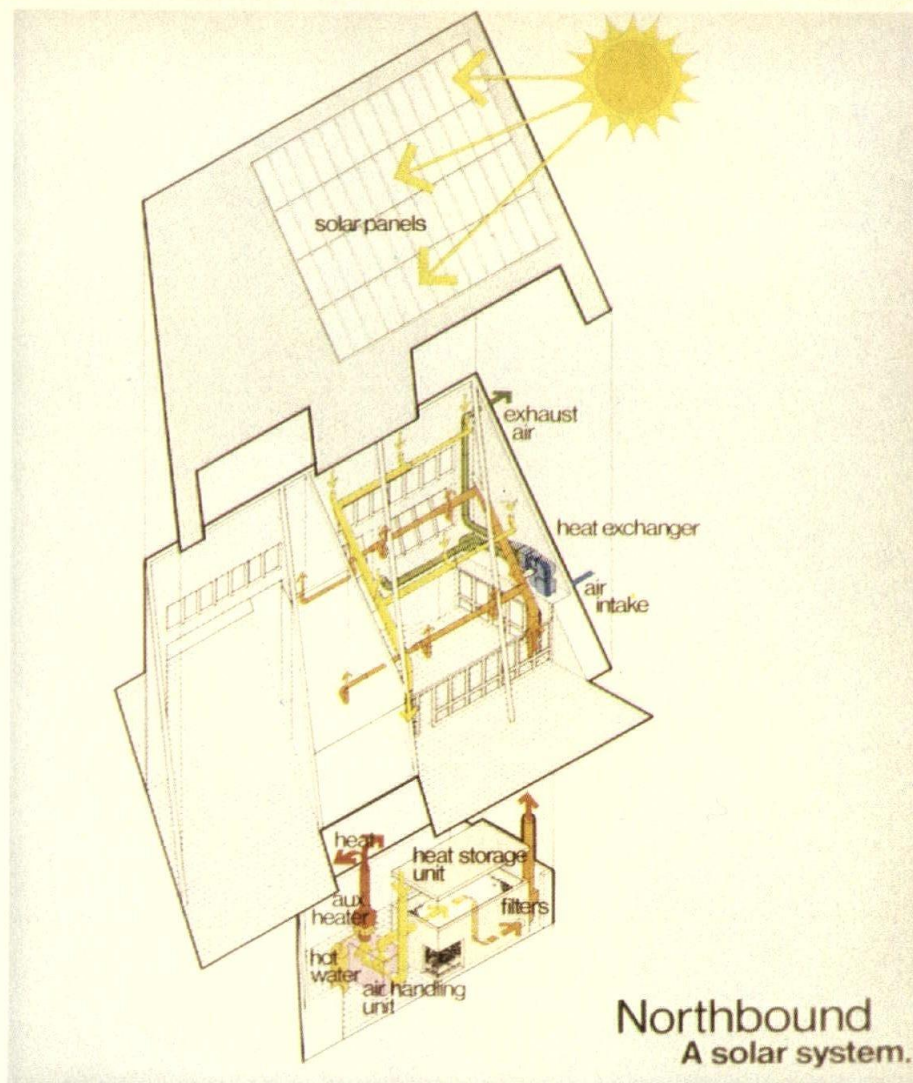 solar panels
exhaust
air
heat exchanger
air
intake
heat
heat storage
unit
aux
heater
filters
hot
water
air handling
unit
Northbound
A solar system.